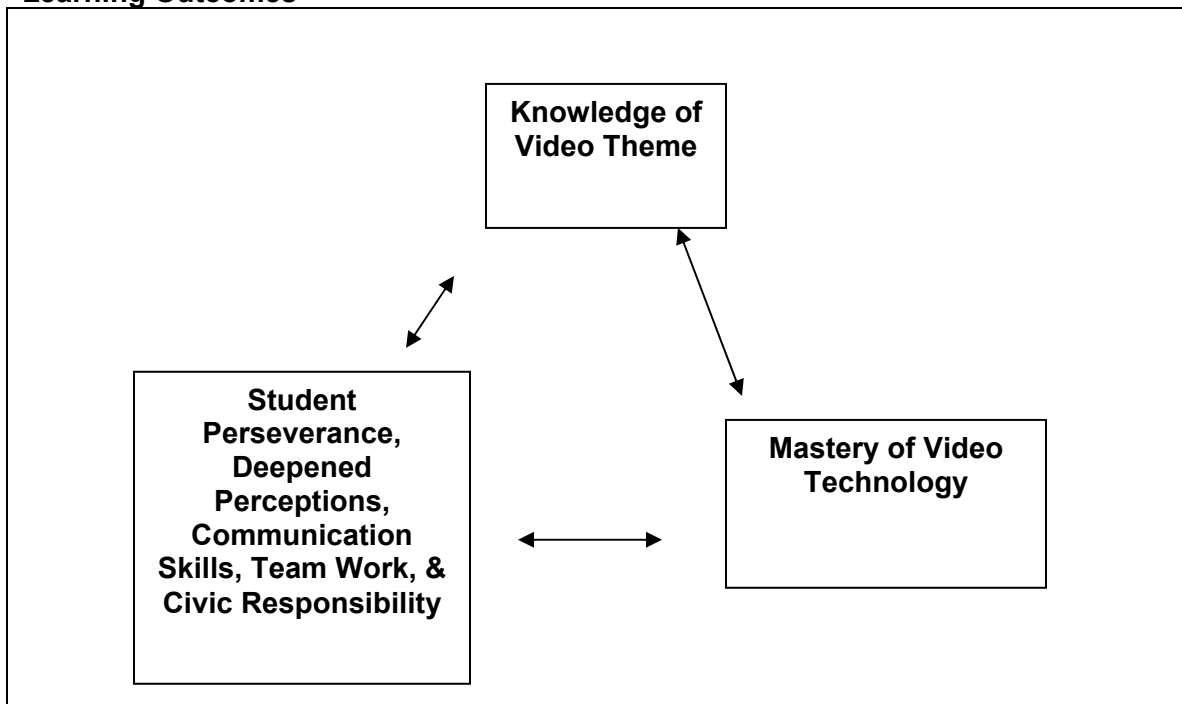 Learning Outcomes
Knowledge of
Video Theme
Student
Perseverance,
Deepened
Perceptions,
Communication
Skills, Team Work, &
Civic Responsibility
Mastery of Video
Technology